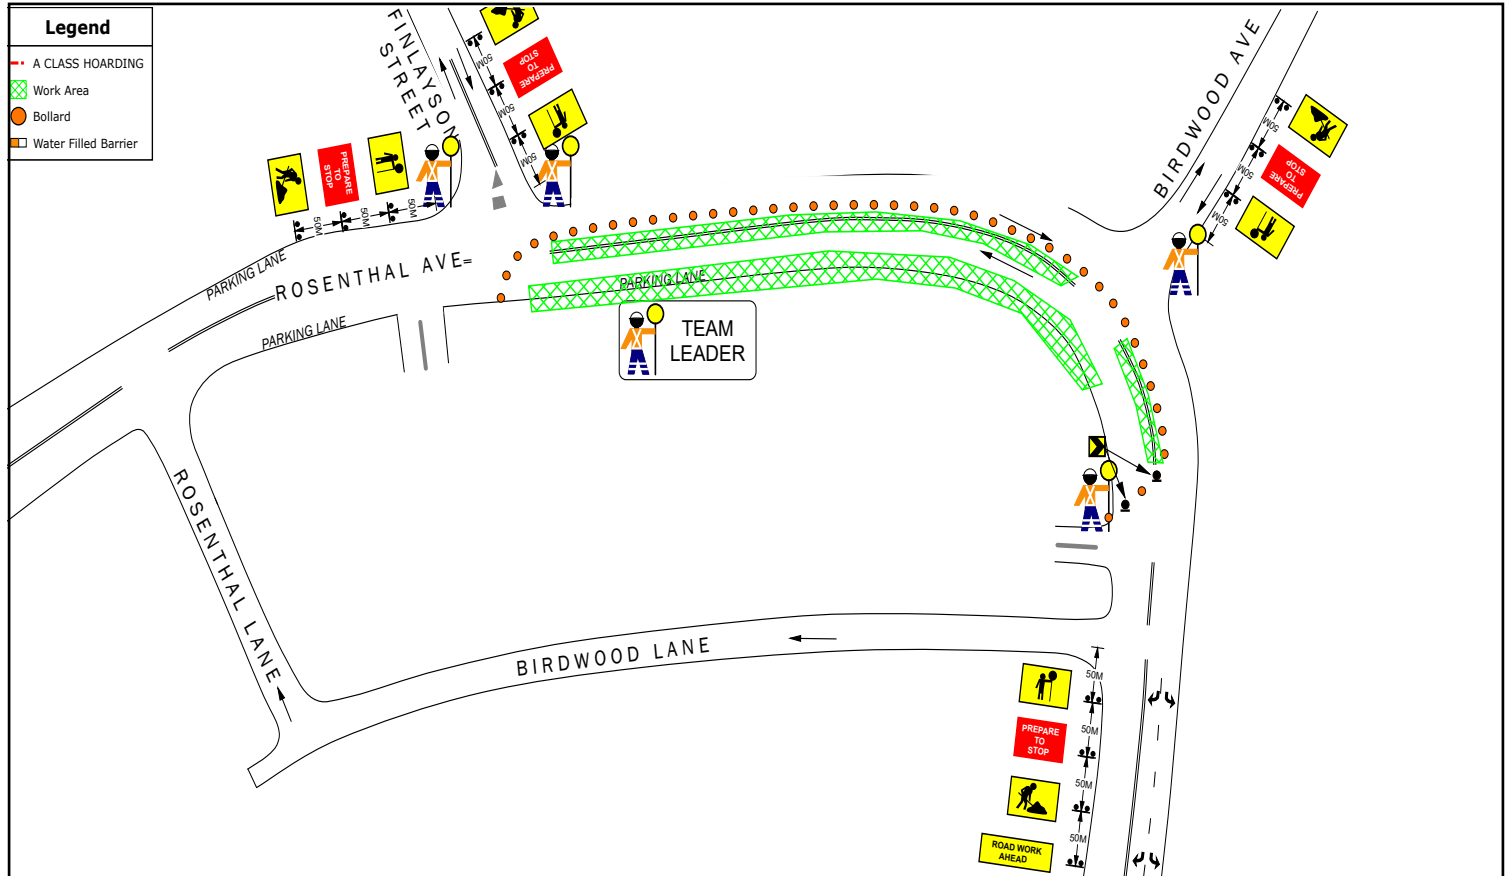 Legend
A CLASS HOARDING
Work Area
Bollard
Water Filled Barrier
FINLAYSON
STREET
50M
50M
50M
PREPARE
TO
STOP
PREPARE
TO
STOP
50M
50M
50M
BIRDWOOD AVE
50M
50M
50M
PREPARE
TO
STOP
PARKING LANE
ROSENTHAL AVE
PARKING LANE
PARKING LANE
TEAM
LEADER
ROSENTHAL LANE
BIRDWOOD LANE
50M
PREPARE
TO
STOP
50M
50M
50M
ROAD WORK
AHEAD